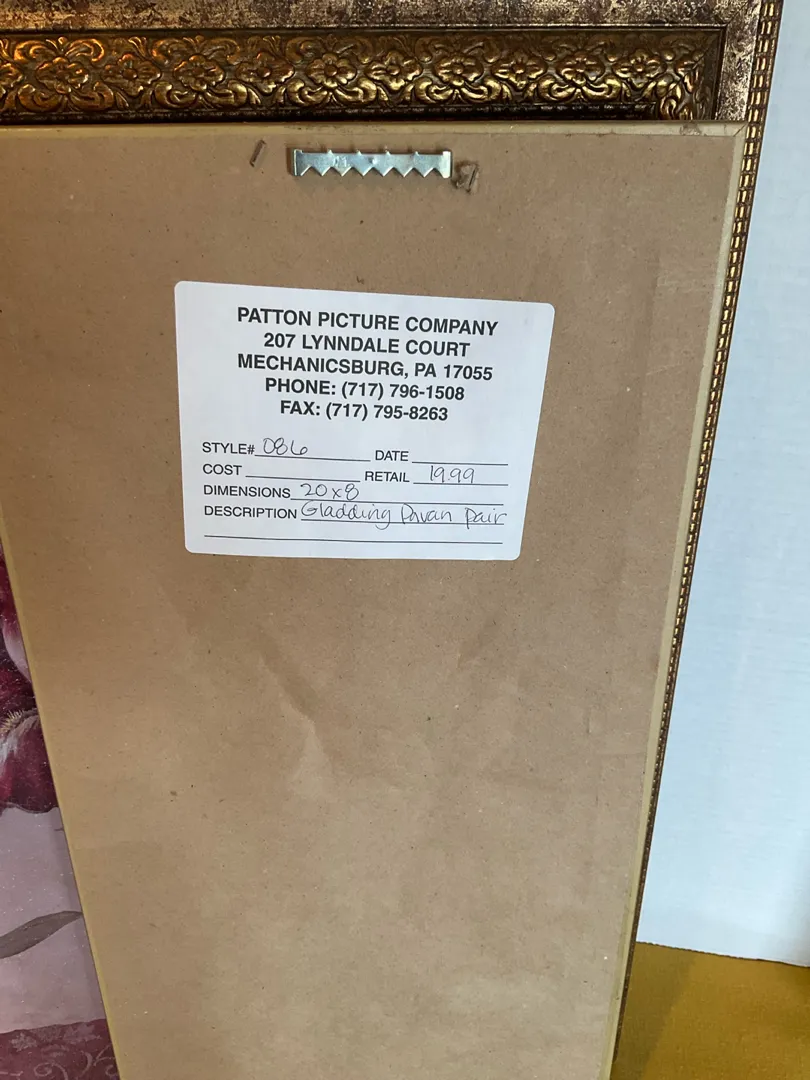 PATTON PICTURE COMPANY
207 LYNNDALE COURT
MECHANICSBURG, PA 17055
PHONE: (717) 796-1508
FAX: (717) 795-8263
STYLE# 086 DATE
COST RETAIL 19.99
DIMENSIONS 20x8
DESCRIPTION Gladding Pavan Pair